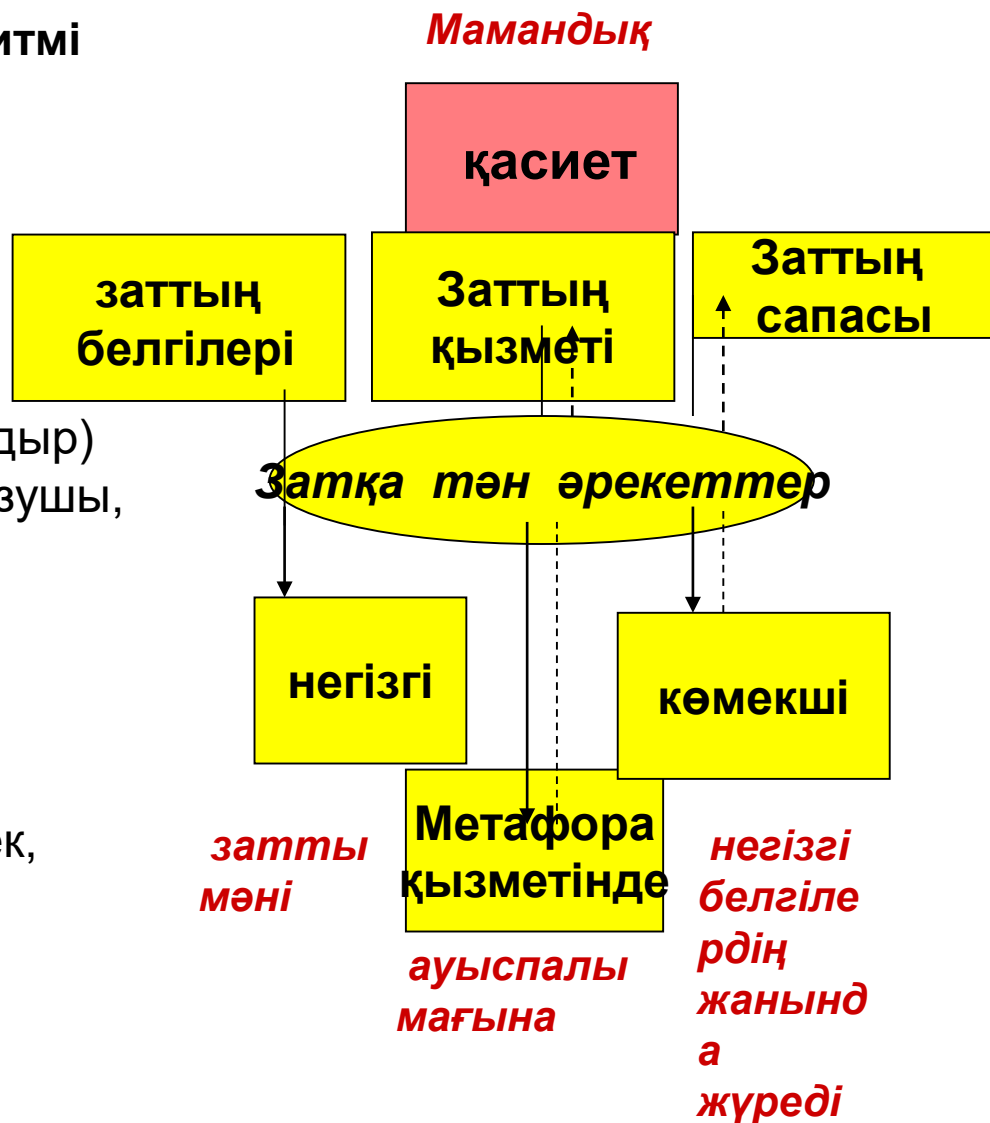 итмі
Мамандық
қасиет
заттың
белгілері
Заттың
қызметі
Заттың
сапасы
дыр)
зушы,
Затқа тән әрекеттер
негізгі
көмекші
Метафора
қызметінде
ек,
затты
мәні
ауыспалы
мағына
негізгі
белгіле
рдің
жанынд
а
жүреді